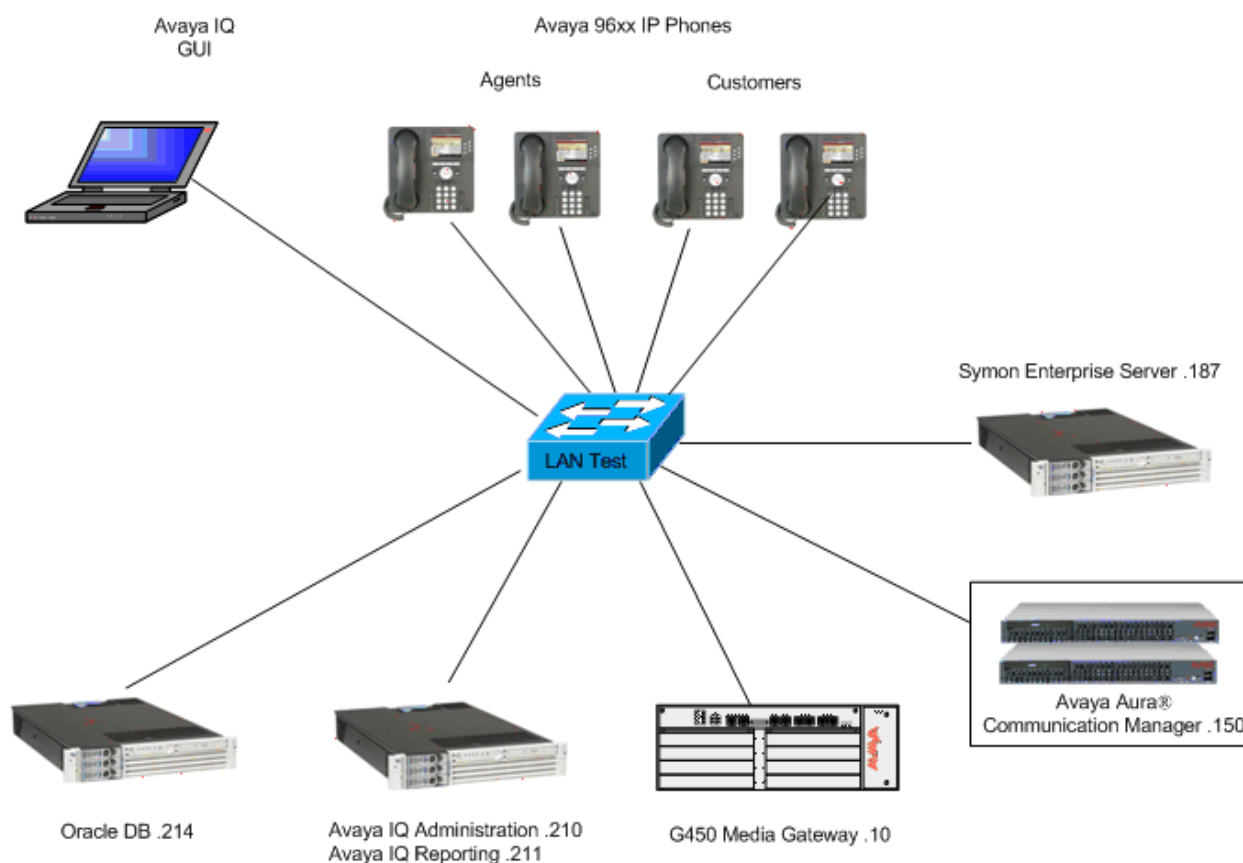 Avaya IQ
GUI
Avaya 96xx IP Phones
Agents
Customers
Symon Enterprise Server .187
LAN Test
Avaya Aura®
Communication Manager .150
AVAYA
Oracle DB .214
Avaya IQ Administration .210
Avaya IQ Reporting .211
G450 Media Gateway .10